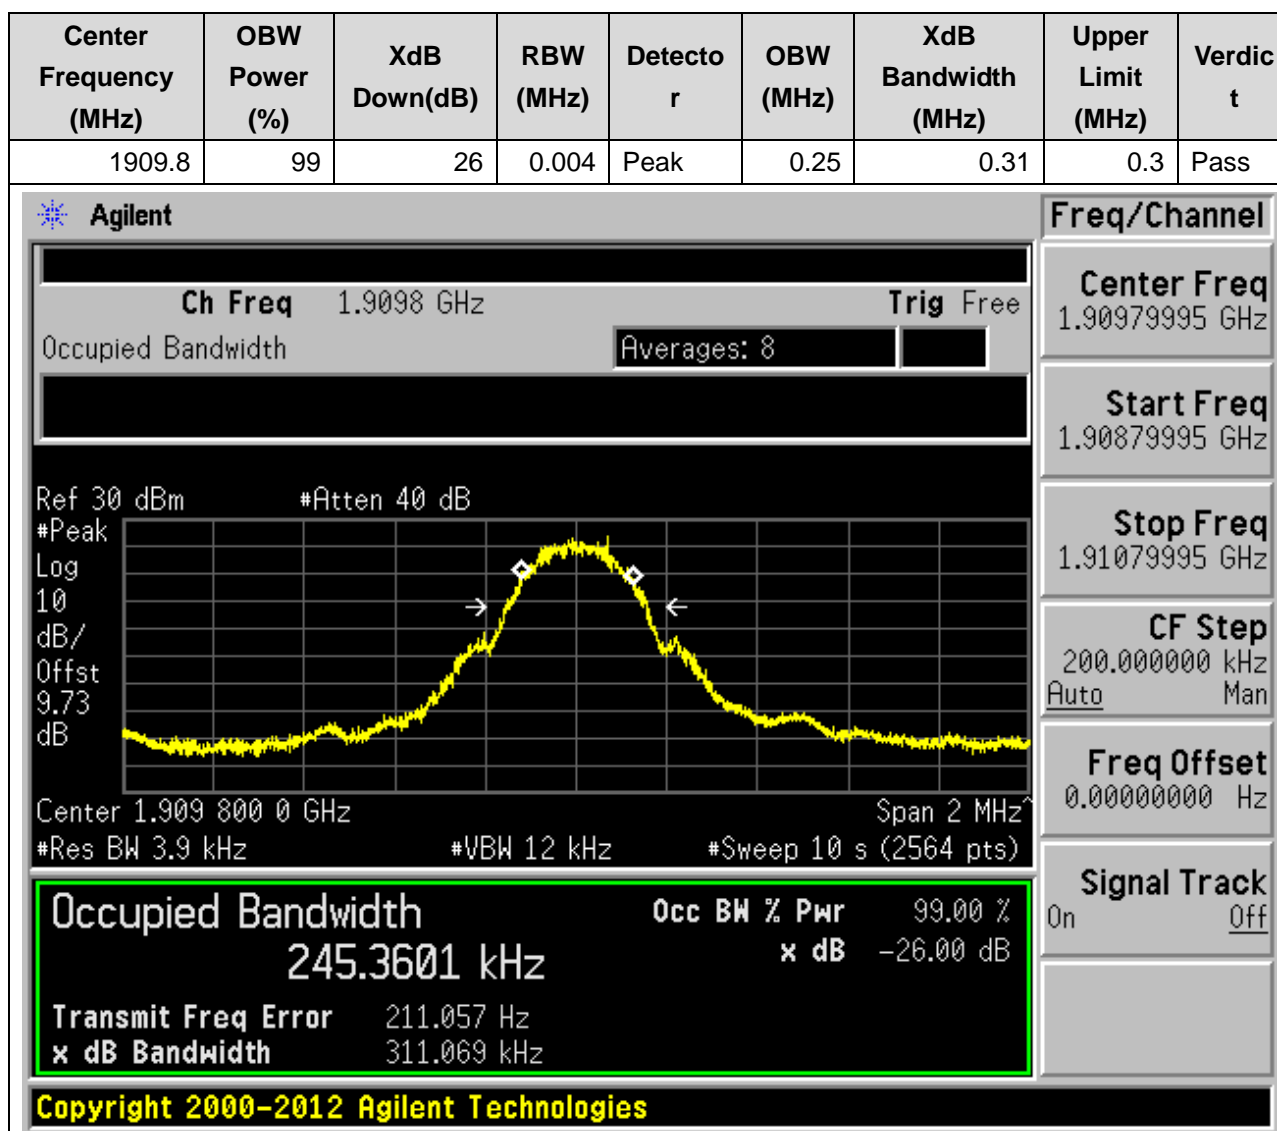 Center Frequency (MHz) OBW Power (%) XdB Down(dB) RBW (MHz) Detecto r OBW (MHz) XdB Bandwidth (MHz) Upper Limit (MHz) Verdic t
1909.8 99 26 0.004 Peak 0.25 0.31 0.3 Pass
Agilent
Freq/Channel
Ch Freq 1.9098 GHz Trig Free
Occupied Bandwidth Averages: 8
Center Freq
1.90979995 GHz
Start Freq
1.90879995 GHz
Stop Freq
1.91079995 GHz
CF Step
200.000000 kHz
Auto Man
Freq Offset
0.00000000 Hz
Signal Track
On Off
Ref 30 dBm #Atten 40 dB
#Peak
Log
10
dB/
Offst
9.73
dB
Center 1.909 800 0 GHz Span 2 MHz^
#Res BW 3.9 kHz #VBW 12 kHz #Sweep 10 s (2564 pts)
Occupied Bandwidth
245.3601 kHz
Occ BW % Pwr 99.00 %
x dB -26.00 dB
Transmit Freq Error 211.057 Hz
x dB Bandwidth 311.069 kHz
Copyright 2000-2012 Agilent Technologies